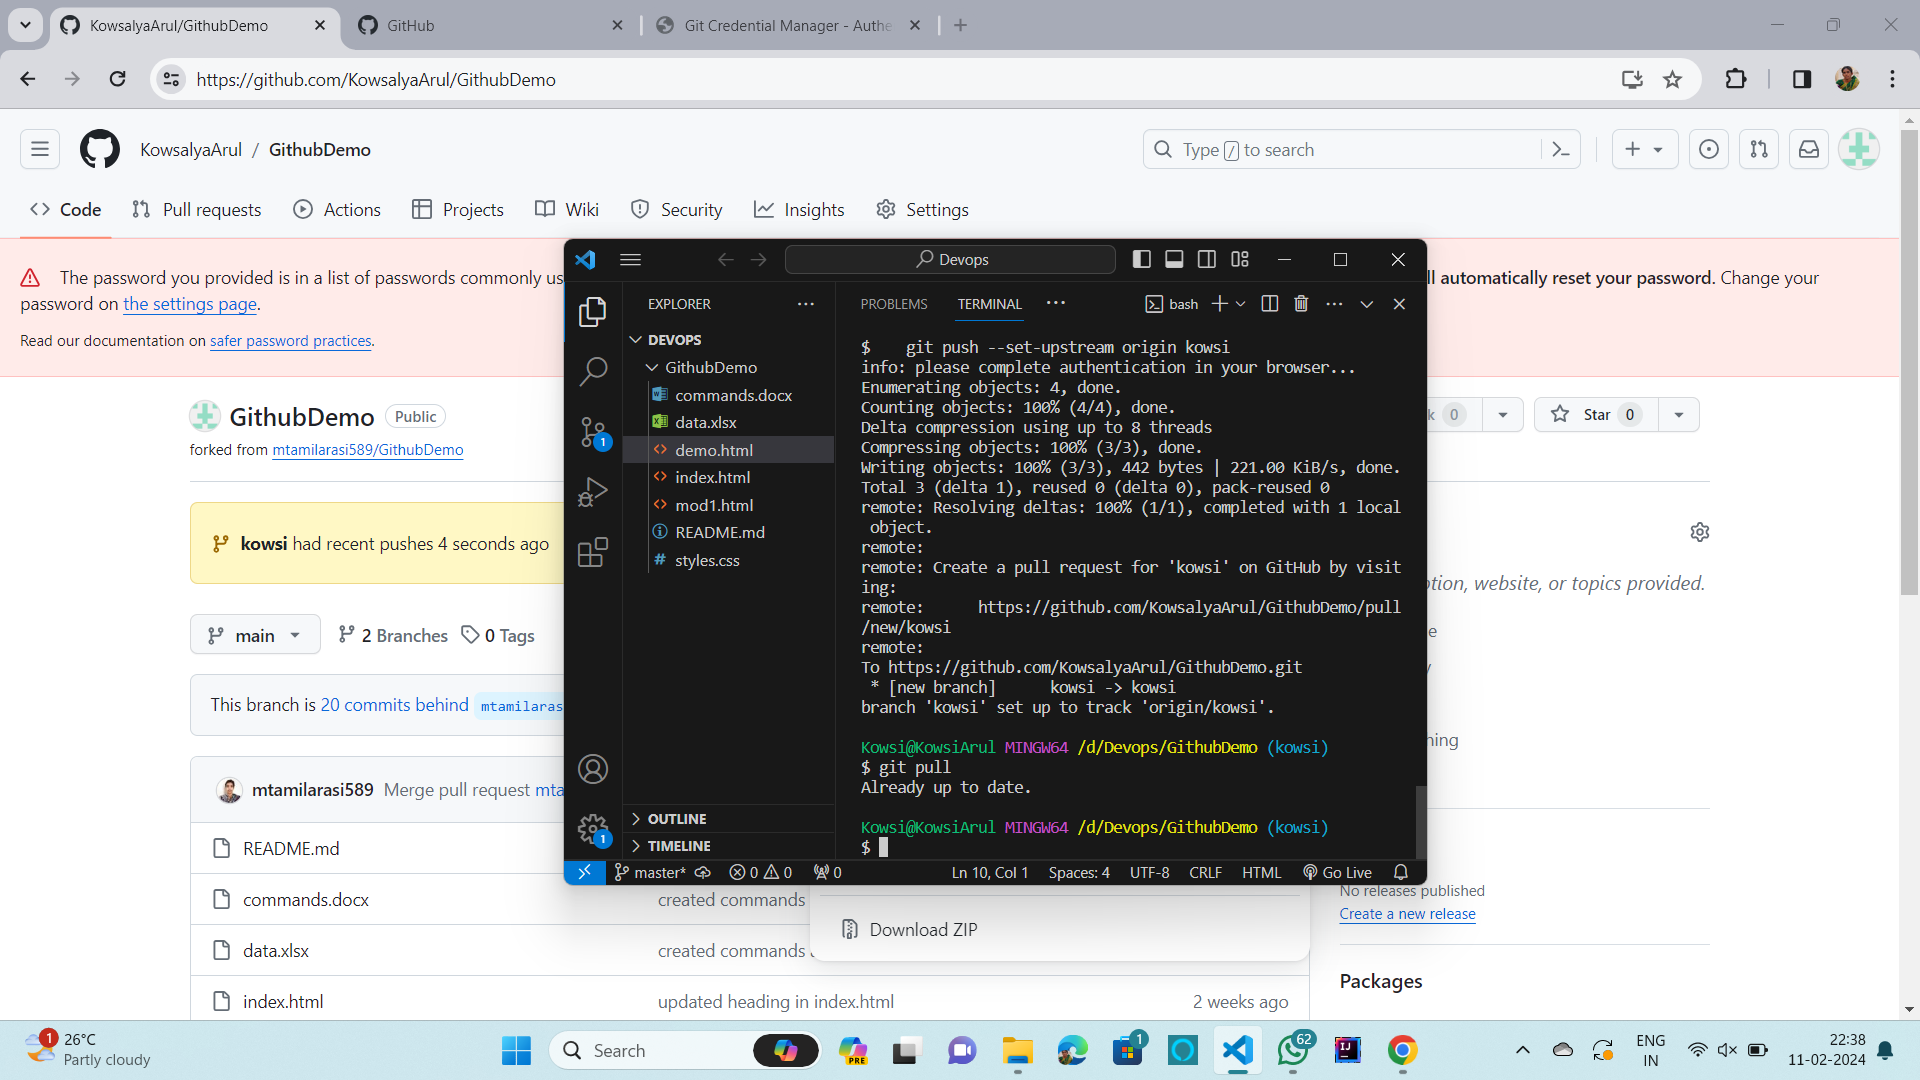 KowsalyaArul/GithubDemo
GitHub
Git Credential Manager - Authe
https://github.com/KowsalyaArul/GithubDemo
KowsalyaArul / GithubDemo
Type / to search
Code
Pull requests
Actions
Projects
Wiki
Security
Insights
Settings
The password you provided is in a list of passwords commonly us
ll automatically reset your password. Change your
password on the settings page.
Read our documentation on safer password practices.
GithubDemo Public
forked from mtamilarasi589/GithubDemo
k 0
Star 0
kowsi had recent pushes 4 seconds ago
ption, website, or topics provided.
main
2 Branches
0 Tags
This branch is 20 commits behind mtamilaras
mtamilarasi589 Merge pull request mta
README.md
commands.docx
created commands
data.xlsx
created commands
index.html
updated heading in index.html
2 weeks ago
Download ZIP
No releases published
Create a new release
Packages
Devops
EXPLORER
DEVOPS
GithubDemo
commands.docx
data.xlsx
demo.html
index.html
mod1.html
README.md
styles.css
OUTLINE
TIMELINE
1
1
PROBLEMS
TERMINAL
bash
$    git push --set-upstream origin kowsi
info: please complete authentication in your browser...
Enumerating objects: 4, done.
Counting objects: 100% (4/4), done.
Delta compression using up to 8 threads
Compressing objects: 100% (3/3), done.
Writing objects: 100% (3/3), 442 bytes | 221.00 KiB/s, done.
Total 3 (delta 1), reused 0 (delta 0), pack-reused 0
remote: Resolving deltas: 100% (1/1), completed with 1 local
 object.
remote:
remote: Create a pull request for 'kowsi' on GitHub by visit
ing:
remote:      https://github.com/KowsalyaArul/GithubDemo/pull
/new/kowsi
remote:
To https://github.com/KowsalyaArul/GithubDemo.git
 * [new branch]      kowsi -> kowsi
branch 'kowsi' set up to track 'origin/kowsi'.
Kowsi@KowsiArul MINGW64 /d/Devops/GithubDemo (kowsi)
$ git pull
Already up to date.
Kowsi@KowsiArul MINGW64 /d/Devops/GithubDemo (kowsi)
$
master*
0
0
0
Ln 10, Col 1
Spaces: 4
UTF-8
CRLF
HTML
Go Live
1
26°C
Partly cloudy
Search
PRE
1
62
ENG
IN
22:38
11-02-2024